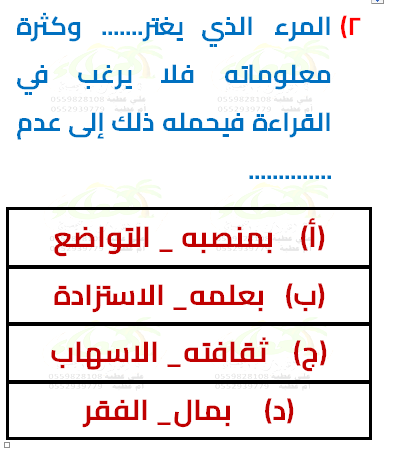 ٢) المرء الذي يغتر....... وكثرة
معلوماته فلا يرغب في
القراءة فيحمله ذلك إلى عدم
..............
(أ) بمنصبه _ التواضع
(ب) بعلمه_ الاستزادة
(ج) ثقافته_ الاسهاب
(د) بمال_ الفقر